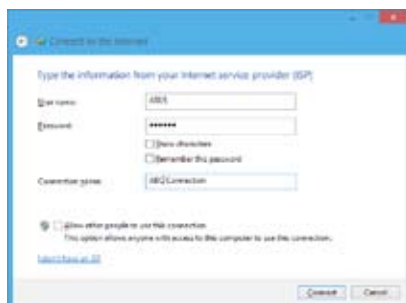 Connect to the Internet
Type the information from your Internet service provider (ISP)
User name:
ASUS
Password:
••••••
Show characters
Remember this password
Connection name:
Allow other people to use this connection
This option allows anyone with access to this computer to use this connection.
I don't have an ISP
Connect
Cancel